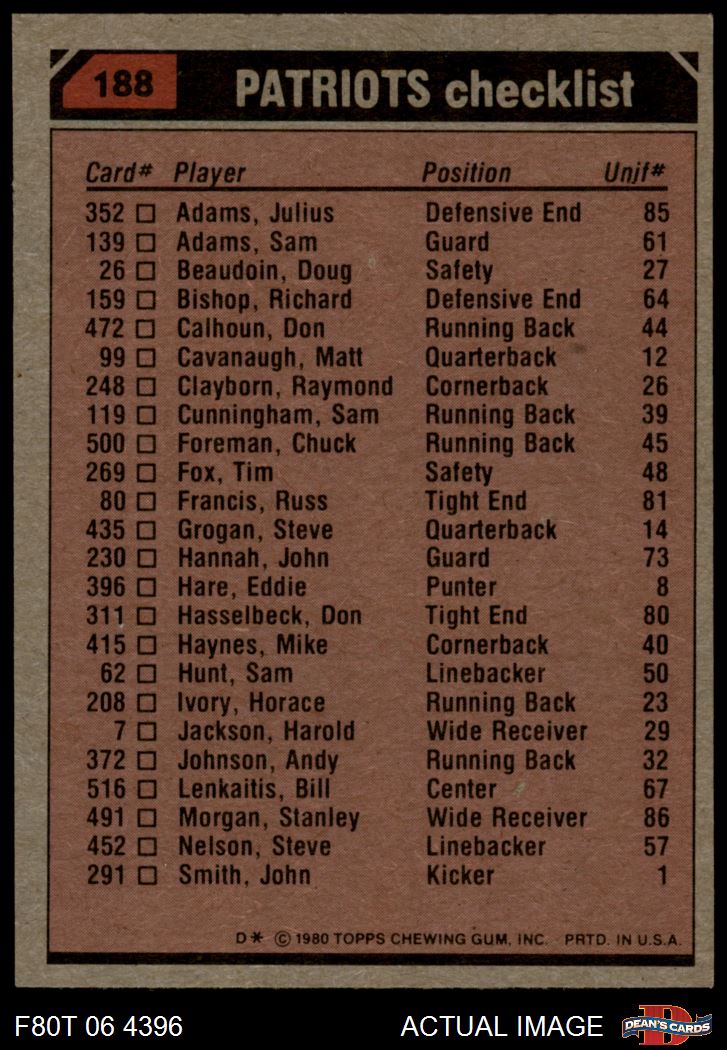 188 PATRIOTS checklist
Card# Player Position Unif#
352 Adams, Julius Defensive End 85
139 Adams, Sam Guard 61
26 Beaudoin, Doug Safety 27
159 Bishop, Richard Defensive End 64
472 Calhoun, Don Running Back 44
99 Cavanaugh, Matt Quarterback 12
248 Clayborn, Raymond Cornerback 26
119 Cunningham, Sam Running Back 39
500 Foreman, Chuck Running Back 45
269 Fox, Tim Safety 48
80 Francis, Russ Tight End 81
435 Grogan, Steve Quarterback 14
230 Hannah, John Guard 73
396 Hare, Eddie Punter 8
311 Hasselbeck, Don Tight End 80
415 Haynes, Mike Cornerback 40
62 Hunt, Sam Linebacker 50
208 Ivory, Horace Running Back 23
7 Jackson, Harold Wide Receiver 29
372 Johnson, Andy Running Back 32
516 Lenkaitis, Bill Center 67
491 Morgan, Stanley Wide Receiver 86
452 Nelson, Steve Linebacker 57
291 Smith, John Kicker 1
D* © 1980 TOPPS CHEWING GUM, INC. PRTD. IN U.S.A.
F80T 06 4396 ACTUAL IMAGE D DEAN'S CARDS